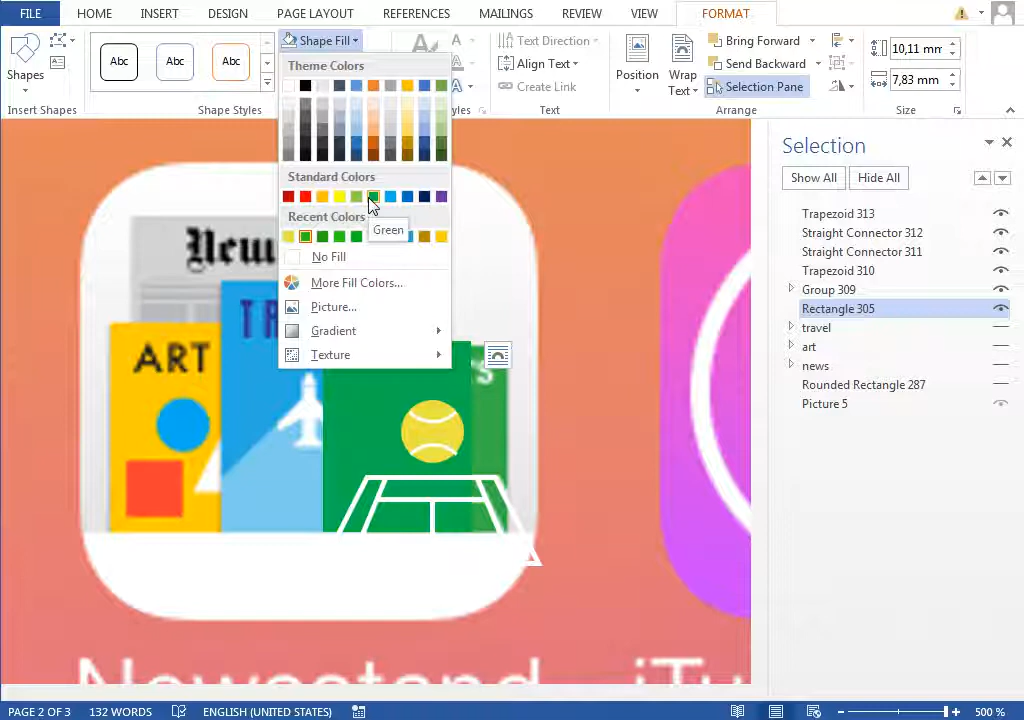 FILE HOME INSERT DESIGN PAGE LAYOUT REFERENCES MAILINGS REVIEW VIEW FORMAT
Shapes
Insert Shapes
Abc Abc Abc
Shape Styles
Shape Fill
Theme Colors
Standard Colors
Recent Colors
Green
No Fill
More Fill Colors...
Picture...
Gradient
Texture
Text Direction
Align Text
Create Link
Text
Position
Wrap Text
Bring Forward
Send Backward
Selection Pane
Arrange
10,11 mm
7,83 mm
Size
New
ART
TR
S
Newsstand iTu
Selection
Show All Hide All
Trapezoid 313
Straight Connector 312
Straight Connector 311
Trapezoid 310
Group 309
Rectangle 305
travel
art
news
Rounded Rectangle 287
Picture 5
PAGE 2 OF 3 132 WORDS ENGLISH (UNITED STATES) 500 %